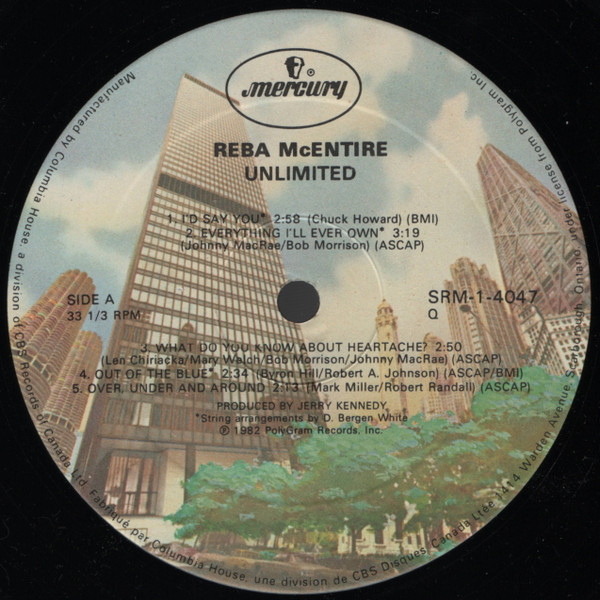 mercury®
REBA McENTIRE
UNLIMITED
1. I'D SAY YOU* 2:58 (Chuck Howard) (BMI)
2. EVERYTHING I'LL EVER OWN* 3:19
(Johnny MacRae/Bob Morrison) (ASCAP)
SIDE A
33 1/3 RPM
SRM-1-4047
Q
3. WHAT DO YOU KNOW ABOUT HEARTACHE? 2:50
(Len Chiriacka/Mary Welch/Bob Morrison/Johnny MacRae) (ASCAP)
4. OUT OF THE BLUE* 2:34 (Byron Hill/Robert A. Johnson) (ASCAP/BMI)
5. OVER, UNDER AND AROUND 2:13 (Mark Miller/Robert Randall) (ASCAP)
PRODUCED BY JERRY KENNEDY
*String arrangements by D. Bergen White
℗ 1982 PolyGram Records, Inc.
Manufactured by Columbia House, a division of CBS Records of Canada Ltd. Fabriqué par Columbia House, une division de CBS Disques Canada Ltée 1414 Warden Avenue, Scarborough, Ontario under license from Polygram Inc.